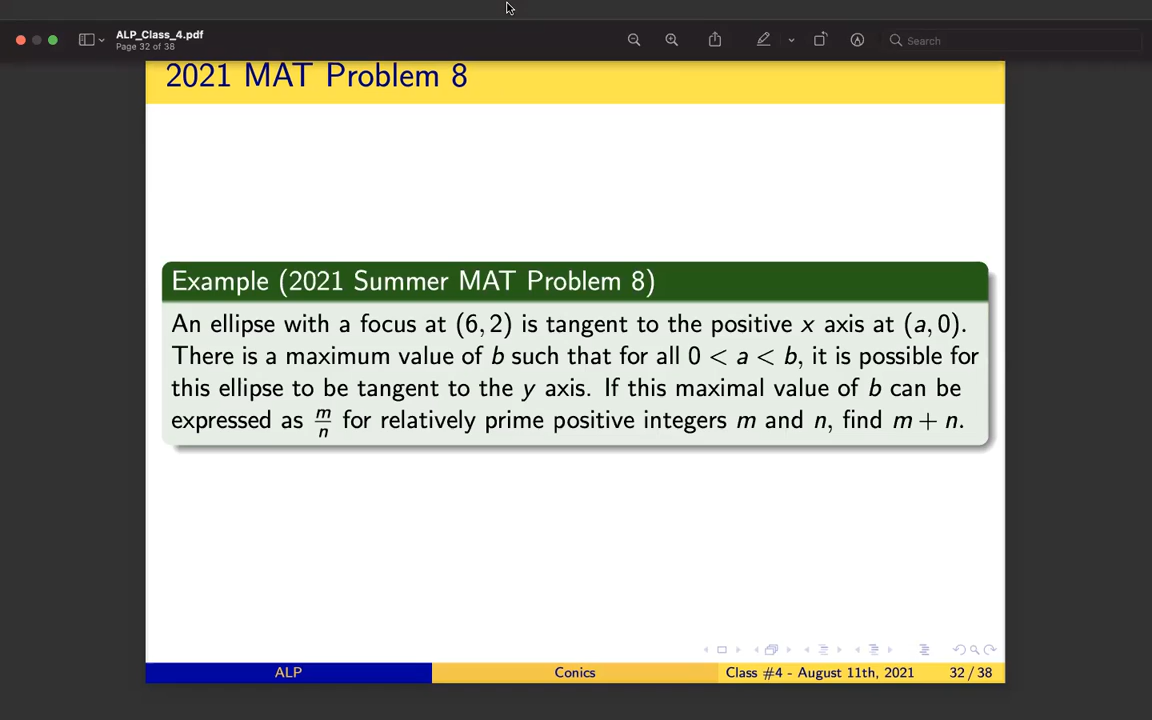 ALP_Class_4.pdf
Page 32 of 38
Search
2021 MAT Problem 8
Example (2021 Summer MAT Problem 8)
An ellipse with a focus at (6, 2) is tangent to the positive x axis at (a, 0).
There is a maximum value of b such that for all 0 < a < b, it is possible for
this ellipse to be tangent to the y axis. If this maximal value of b can be
expressed as m/n for relatively prime positive integers m and n, find m + n.
ALP Conics Class #4 - August 11th, 2021 32 / 38